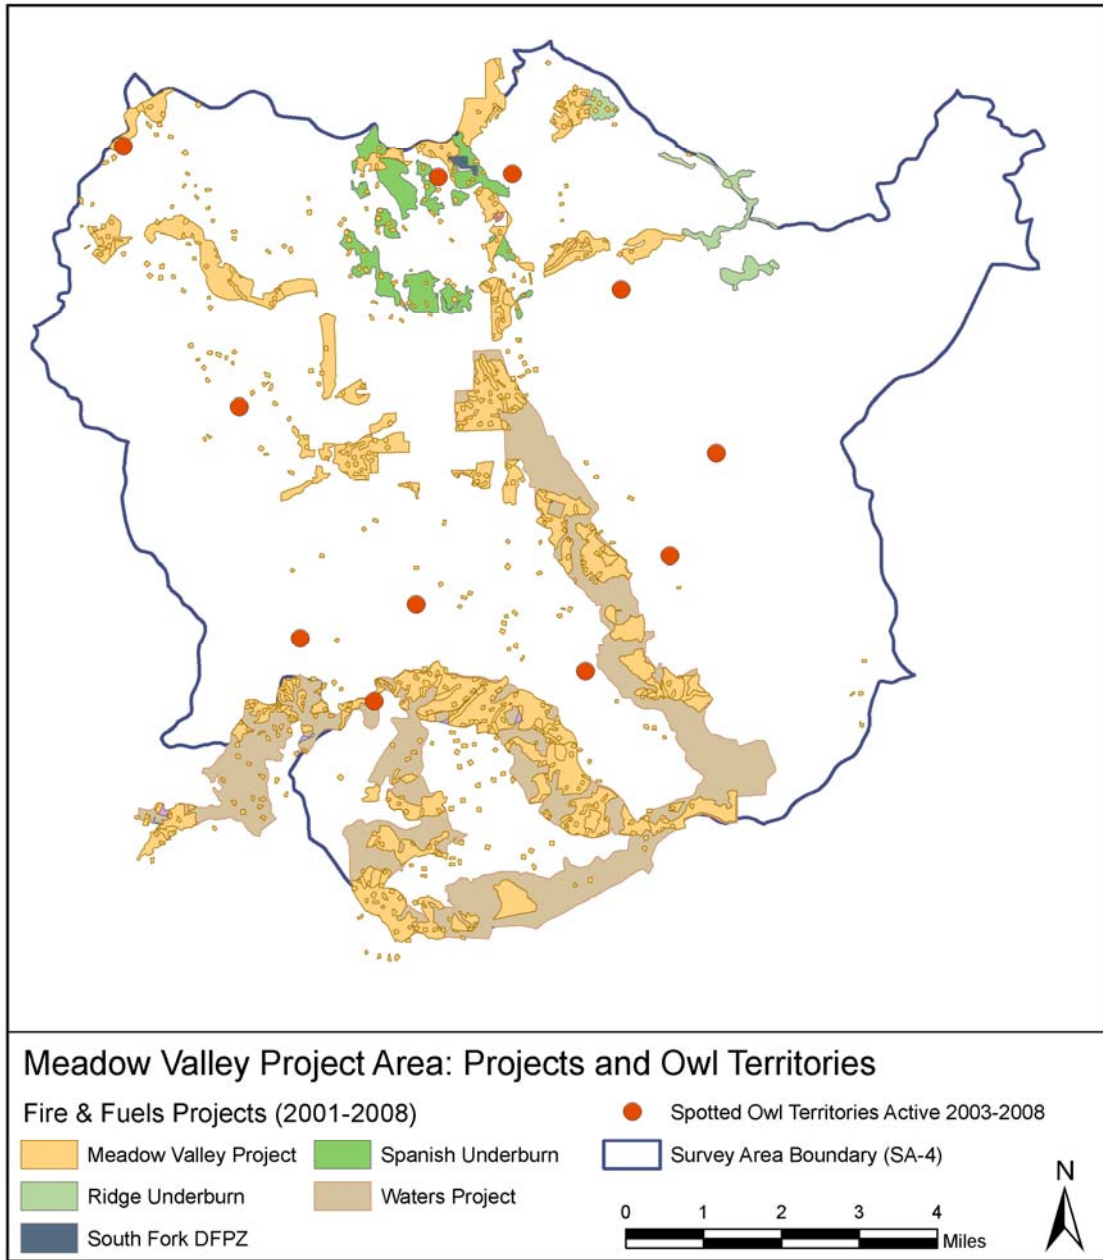 Meadow Valley Project Area: Projects and Owl Territories
Fire & Fuels Projects (2001-2008)
Meadow Valley Project
Ridge Underburn
South Fork DFPZ
Spanish Underburn
Waters Project
Spotted Owl Territories Active 2003-2008
Survey Area Boundary (SA-4)
0 1 2 3 4
Miles
N